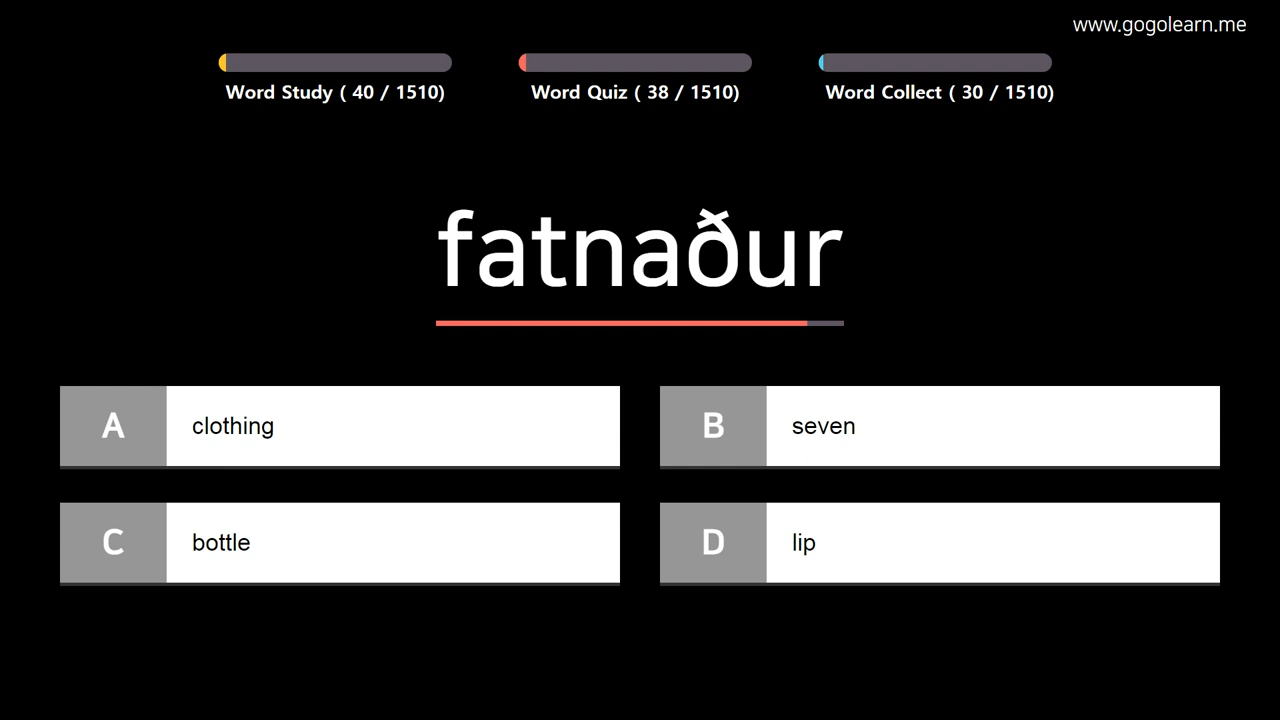 www.gogolearn.me
Word Study ( 40 / 1510)
Word Quiz ( 38 / 1510)
Word Collect ( 30 / 1510)
fatnaður
A clothing
B seven
C bottle
D lip